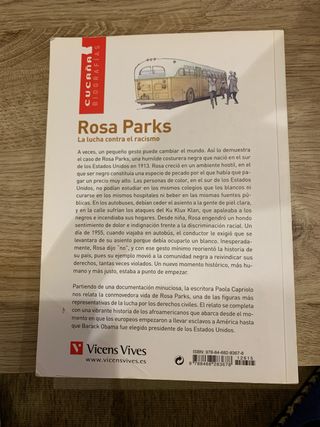 CUCAÑA
BIOGRAFÍAS
Rosa Parks
La lucha contra el racismo
A veces, un pequeño gesto puede cambiar el mundo. Así lo demuestra
el caso de Rosa Parks, una humilde costurera negra que nació en el sur
de los Estados Unidos en 1913. Rosa creció en un ambiente hostil, en el
que ser negro constituía una especie de pecado por el que había que pa-
gar un precio muy alto. Las personas de color, en el sur de los Estados
Unidos, no podían estudiar en los mismos colegios que los blancos ni curarse
en los mismos hospitales ni beber en las mismas fuentes públi-
cas. En los autobuses, debían ceder el asiento a la gente de piel clara, y
en la calle sufrían los ataques del Ku Klux Klan, que apaleaba a los ne-
gros e incendiaba sus hogares. Desde niña, Rosa engendró un hondo
sentimiento de dolor e indignación frente a la discriminación racial. Un
día de 1955, cuando viajaba en autobús, el conductor le exigió que se
levantara de su asiento porque debía ocuparlo un blanco. Inesperada-
mente, Rosa dijo "no", y con ese gesto mínimo reorientó la historia de
su país, pues su ejemplo movió a la comunidad negra a reivindicar sus
derechos, tantas veces violados. Un nuevo momento histórico, más hu-
mano y más justo, estaba a punto de empezar.
Partiendo de una documentación minuciosa, la escritora Paola Capriolo
nos relata la conmovedora vida de Rosa Parks, una de las figuras más
representativas de la lucha por los derechos civiles. El relato se completa
con una vibrante historia de los afroamericanos que abarca desde el mo-
mento en que los europeos empezaron a llevar esclavos a América hasta
que Barack Obama fue elegido presidente de los Estados Unidos.
Vicens Vives
www.vicensvives.es
ISBN: 978-84-682-8367-8
12615
9 788468 283678